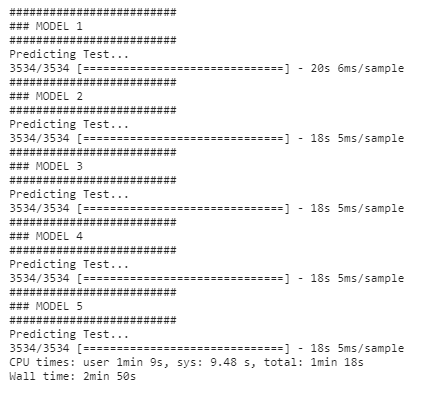 #########################
### MODEL 1
#########################
Predicting Test...
3534/3534 [==============================] - 20s 6ms/sample
#########################
### MODEL 2
#########################
Predicting Test...
3534/3534 [==============================] - 18s 5ms/sample
#########################
### MODEL 3
#########################
Predicting Test...
3534/3534 [==============================] - 18s 5ms/sample
#########################
### MODEL 4
#########################
Predicting Test...
3534/3534 [==============================] - 18s 5ms/sample
#########################
### MODEL 5
#########################
Predicting Test...
3534/3534 [==============================] - 18s 5ms/sample
CPU times: user 1min 9s, sys: 9.48 s, total: 1min 18s
Wall time: 2min 50s